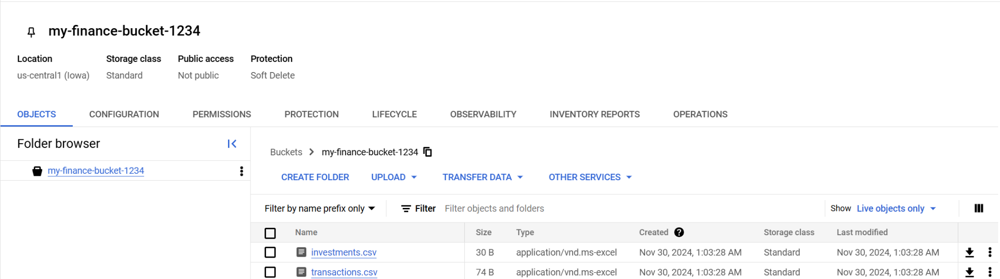 my-finance-bucket-1234
Location Storage class Public access Protection
us-central1 (Iowa) Standard Not public Soft Delete
OBJECTS CONFIGURATION PERMISSIONS PROTECTION LIFECYCLE OBSERVABILITY INVENTORY REPORTS OPERATIONS
Folder browser
my-finance-bucket-1234
Buckets > my-finance-bucket-1234
CREATE FOLDER UPLOAD TRANSFER DATA OTHER SERVICES
Filter by name prefix only Filter Filter objects and folders Show Live objects only
Name Size Type Created ? Storage class Last modified
investments.csv 30 B application/vnd.ms-excel Nov 30, 2024, 1:03:28 AM Standard Nov 30, 2024, 1:03:28 AM
transactions.csv 74 B application/vnd.ms-excel Nov 30, 2024, 1:03:28 AM Standard Nov 30, 2024, 1:03:28 AM